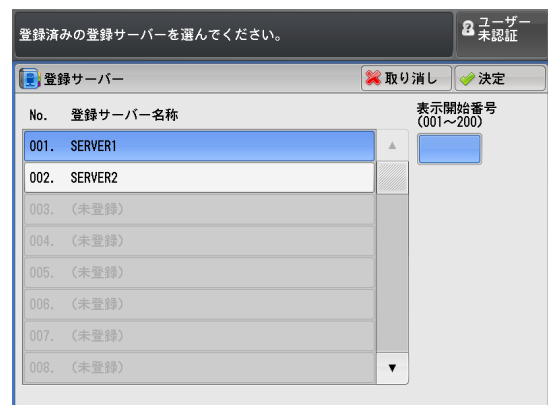 登録済みの登録サーバーを選んでください。
ユーザー
未認証
登録サーバー
取り消し
決定
No. 登録サーバー名称
表示開始番号
(001～200)
001. SERVER1
002. SERVER2
003. (未登録)
004. (未登録)
005. (未登録)
006. (未登録)
007. (未登録)
008. (未登録)